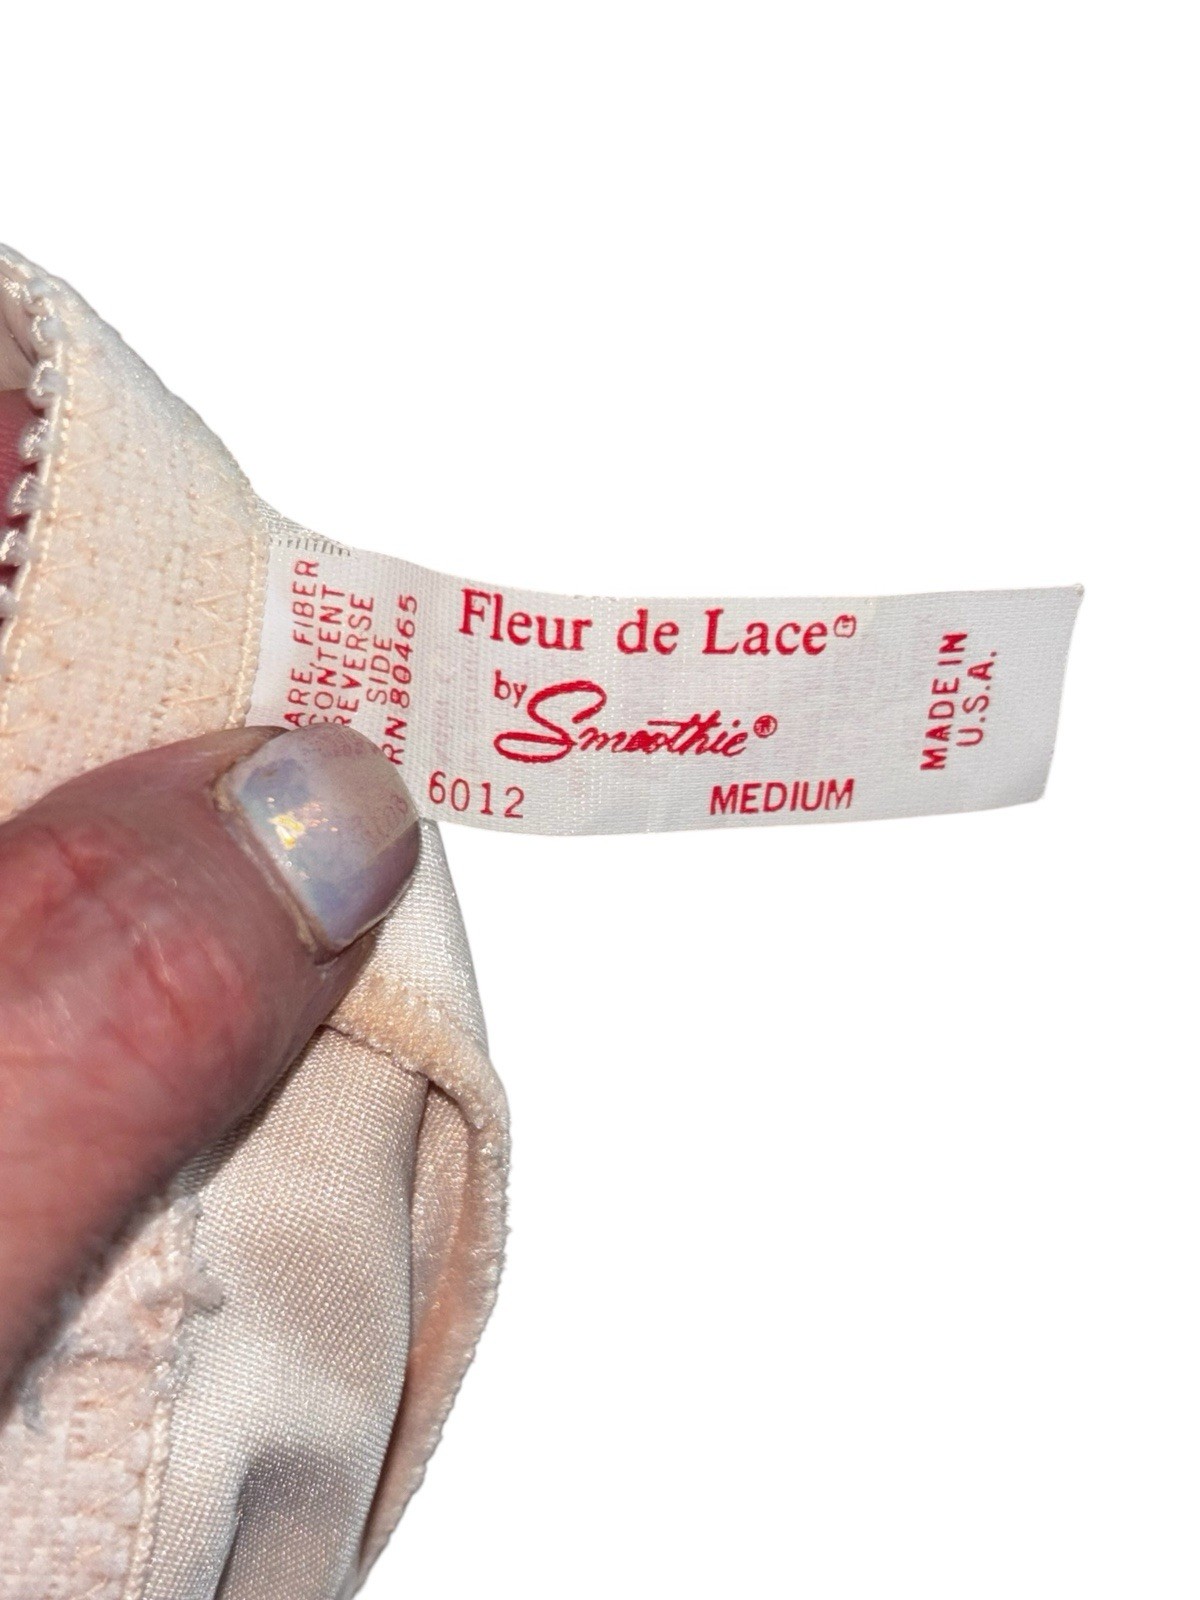 Fleur de Lace®
by Smoothie®
6012 MEDIUM
MADE IN
U.S.A.
ARE, FIBER
CONTENT
REVERSE
SIDE
RN 80465